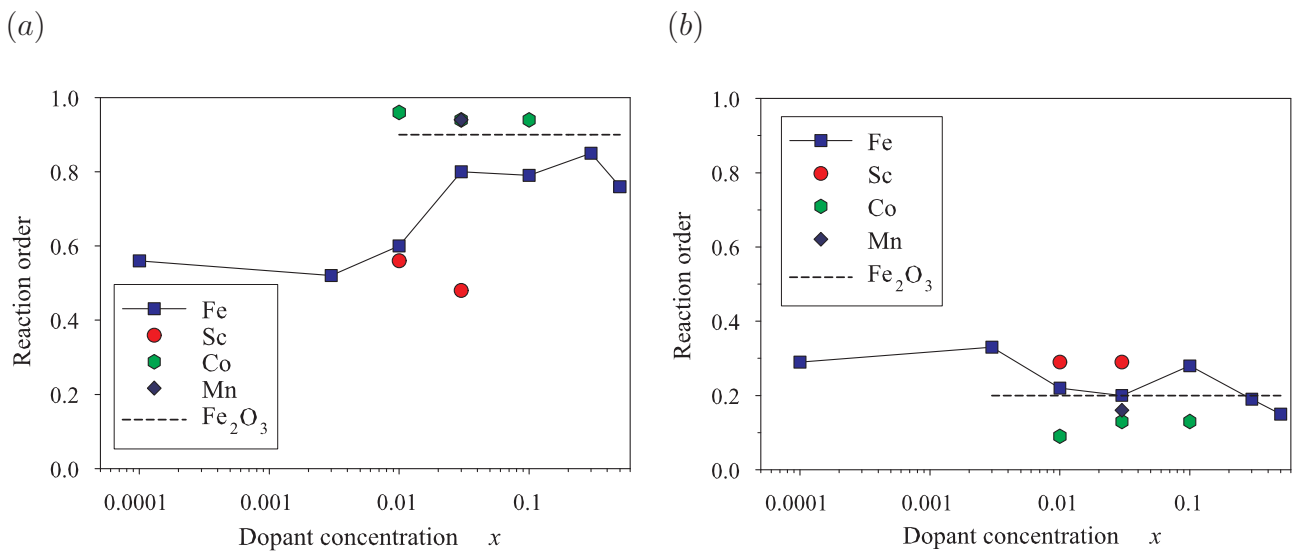 (a)
1.0
0.8
0.6
0.4
0.2
0.0
Reaction order
Fe
Sc
Co
Mn
Fe2O3
0.0001
0.001
0.01
0.1
Dopant concentration x
(b)
1.0
0.8
0.6
0.4
0.2
0.0
Reaction order
Fe
Sc
Co
Mn
Fe2O3
0.0001
0.001
0.01
0.1
Dopant concentration x